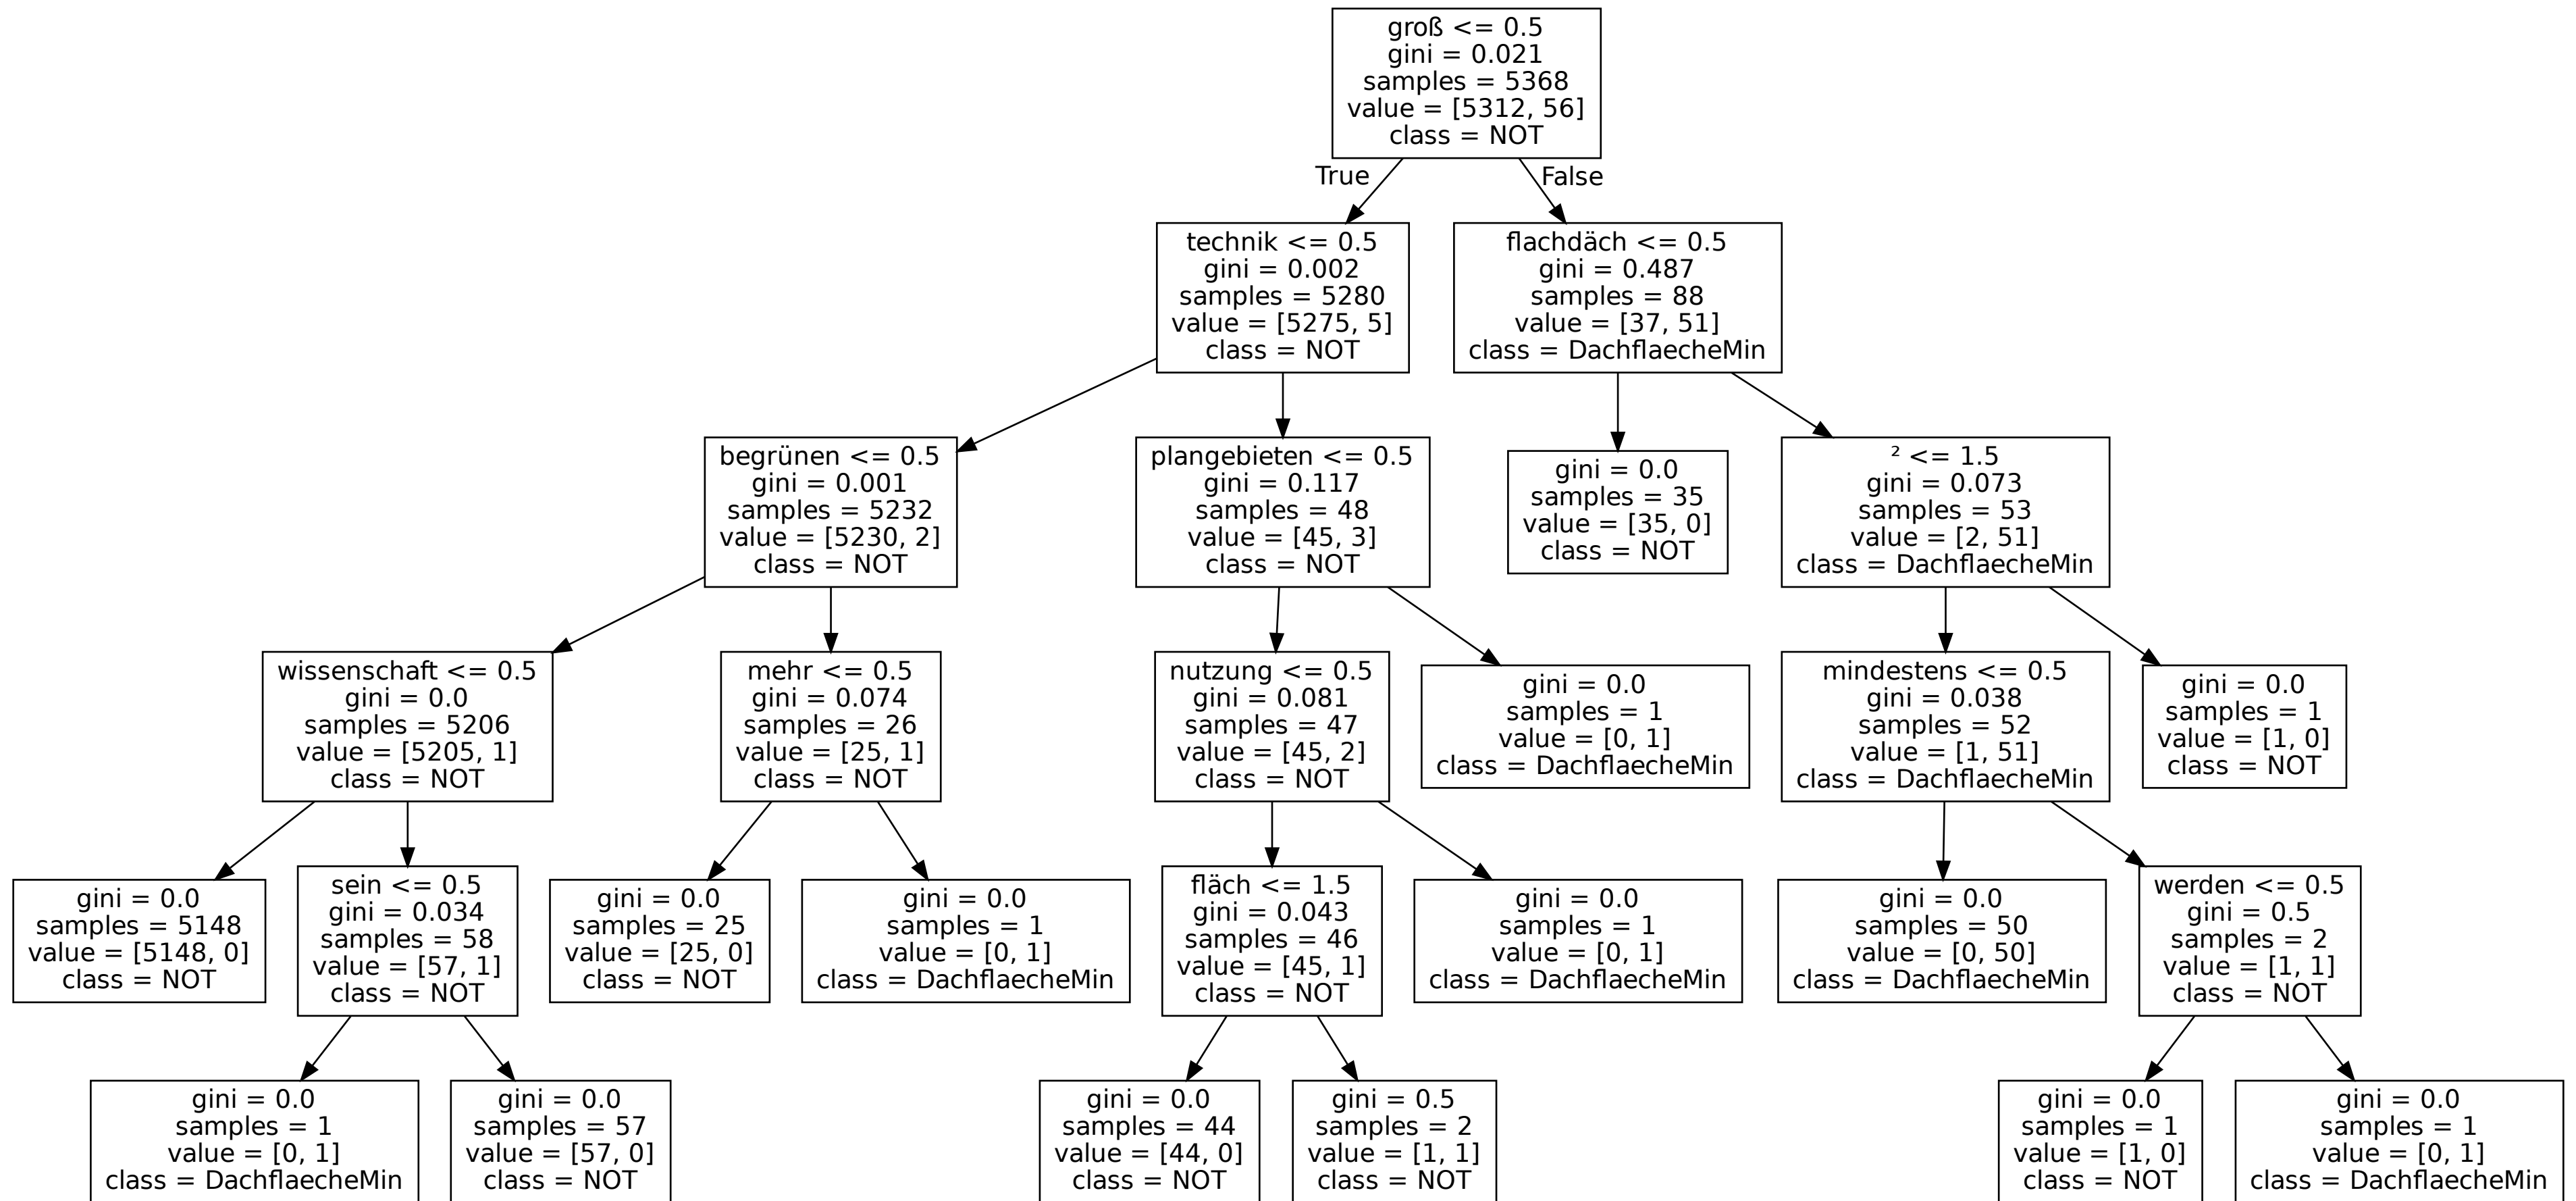 groß <= 0.5
gini = 0.021
samples = 5368
value = [5312, 56]
class = NOT
True
False
technik <= 0.5
gini = 0.002
samples = 5280
value = [5275, 5]
class = NOT
flachdäch <= 0.5
gini = 0.487
samples = 88
value = [37, 51]
class = DachflaecheMin
begrünen <= 0.5
gini = 0.001
samples = 5232
value = [5230, 2]
class = NOT
plangebieten <= 0.5
gini = 0.117
samples = 48
value = [45, 3]
class = NOT
gini = 0.0
samples = 35
value = [35, 0]
class = NOT
² <= 1.5
gini = 0.073
samples = 53
value = [2, 51]
class = DachflaecheMin
wissenschaft <= 0.5
gini = 0.0
samples = 5206
value = [5205, 1]
class = NOT
mehr <= 0.5
gini = 0.074
samples = 26
value = [25, 1]
class = NOT
nutzung <= 0.5
gini = 0.081
samples = 47
value = [45, 2]
class = NOT
gini = 0.0
samples = 1
value = [0, 1]
class = DachflaecheMin
mindestens <= 0.5
gini = 0.038
samples = 52
value = [1, 51]
class = DachflaecheMin
gini = 0.0
samples = 1
value = [1, 0]
class = NOT
gini = 0.0
samples = 5148
value = [5148, 0]
class = NOT
sein <= 0.5
gini = 0.034
samples = 58
value = [57, 1]
class = NOT
gini = 0.0
samples = 25
value = [25, 0]
class = NOT
gini = 0.0
samples = 1
value = [0, 1]
class = DachflaecheMin
fläch <= 1.5
gini = 0.043
samples = 46
value = [45, 1]
class = NOT
gini = 0.0
samples = 1
value = [0, 1]
class = DachflaecheMin
gini = 0.0
samples = 50
value = [0, 50]
class = DachflaecheMin
werden <= 0.5
gini = 0.5
samples = 2
value = [1, 1]
class = NOT
gini = 0.0
samples = 1
value = [0, 1]
class = DachflaecheMin
gini = 0.0
samples = 57
value = [57, 0]
class = NOT
gini = 0.0
samples = 44
value = [44, 0]
class = NOT
gini = 0.5
samples = 2
value = [1, 1]
class = NOT
gini = 0.0
samples = 1
value = [1, 0]
class = NOT
gini = 0.0
samples = 1
value = [0, 1]
class = DachflaecheMin